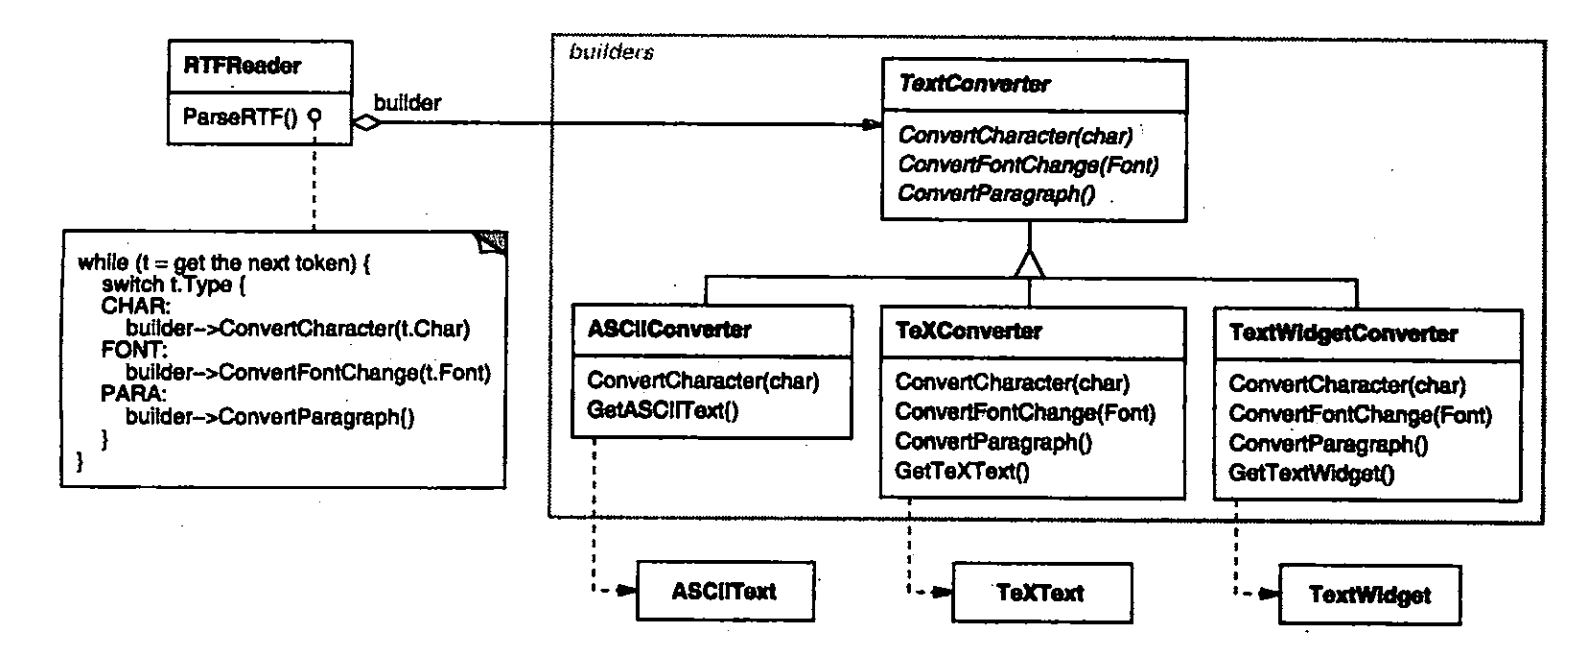 RTFReader
ParseRTF()
builder
builders
TextConverter
ConvertCharacter(char)
ConvertFontChange(Font)
ConvertParagraph()
while (t = get the next token) {
switch t.Type {
CHAR:
builder–>ConvertCharacter(t.Char)
FONT:
builder–>ConvertFontChange(t.Font)
PARA:
builder–>ConvertParagraph()
}
}
ASCIIConverter
ConvertCharacter(char)
GetASCIIText()
TeXConverter
ConvertCharacter(char)
ConvertFontChange(Font)
ConvertParagraph()
GetTeXText()
TextWidgetConverter
ConvertCharacter(char)
ConvertFontChange(Font)
ConvertParagraph()
GetTextWidget()
ASCIIText
TeXText
TextWidget